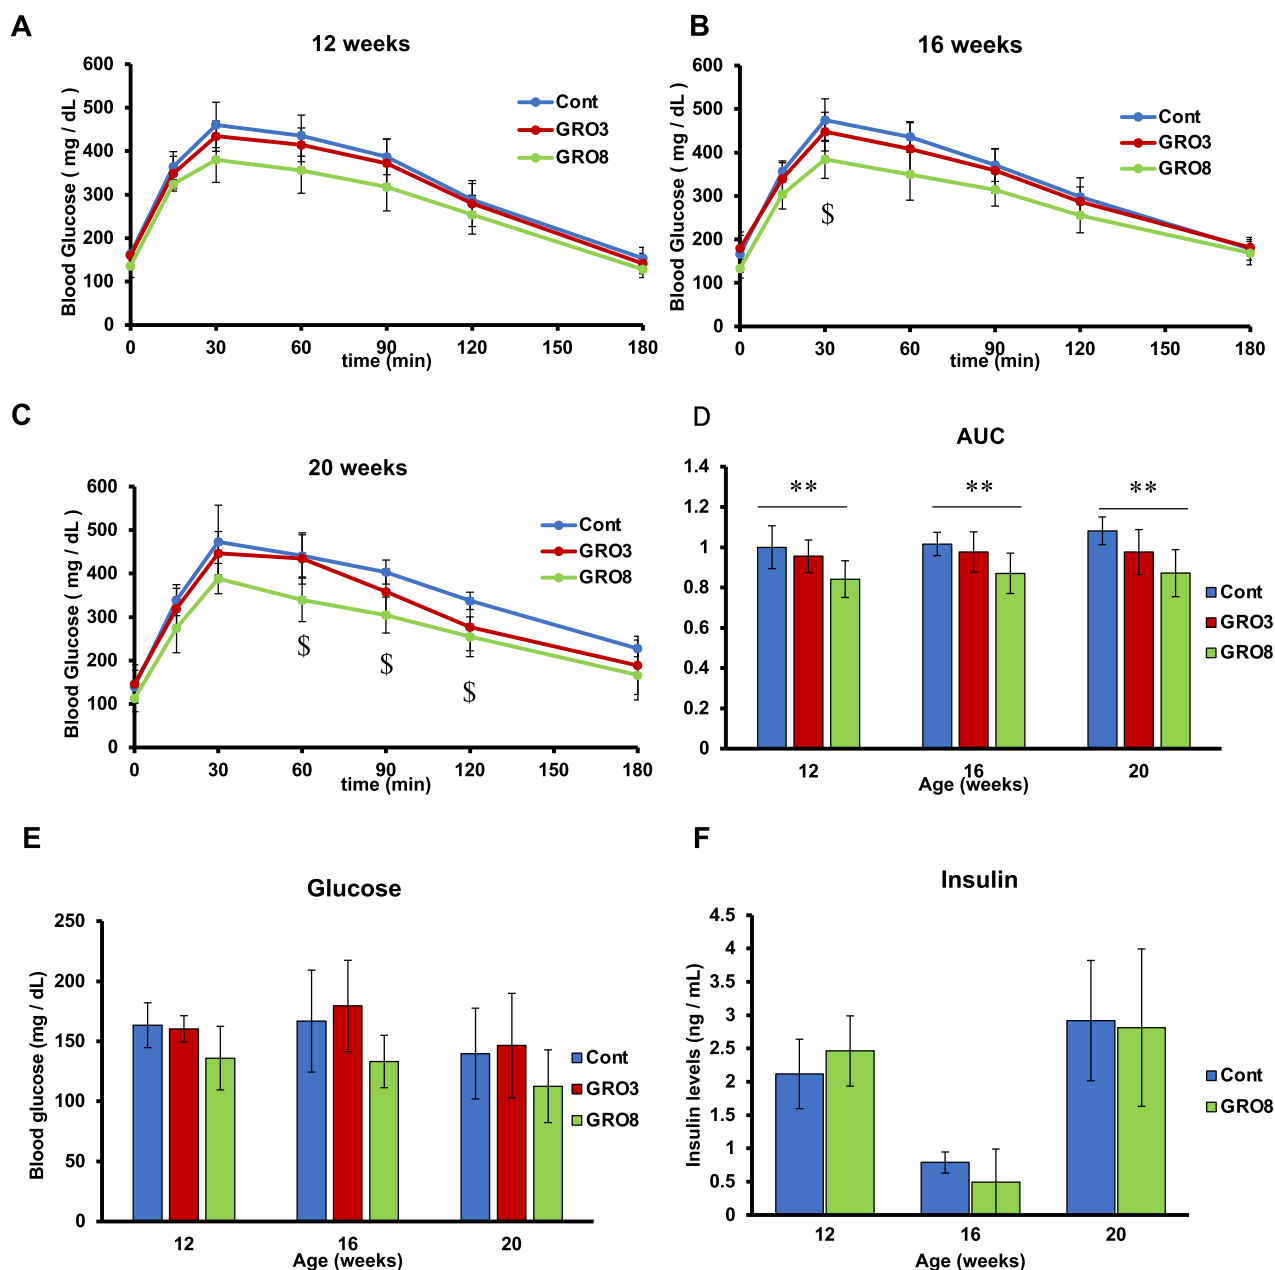 A
12 weeks
600
500
400
300
200
100
0
Blood Glucose ( mg / dL )
0 30 60 90 120 150 180
time (min)
Cont
GRO3
GRO8
B
16 weeks
600
500
400
300
200
100
0
Blood Glucose ( mg / dL )
0 30 60 90 120 150 180
time (min)
Cont
GRO3
GRO8
$
C
20 weeks
600
500
400
300
200
100
0
Blood Glucose ( mg / dL )
0 30 60 90 120 150 180
time (min)
Cont
GRO3
GRO8
$
$
$
D
AUC
1.4
1.2
1
0.8
0.6
0.4
0.2
0
** ** **
12 16 20
Age (weeks)
Cont
GRO3
GRO8
E
Glucose
250
200
150
100
50
0
Blood glucose (mg / dL)
12 16 20
Age (weeks)
Cont
GRO3
GRO8
F
Insulin
4.5
4
3.5
3
2.5
2
1.5
1
0.5
0
Insulin levels (ng / mL)
12 16 20
Age (weeks)
Cont
GRO8